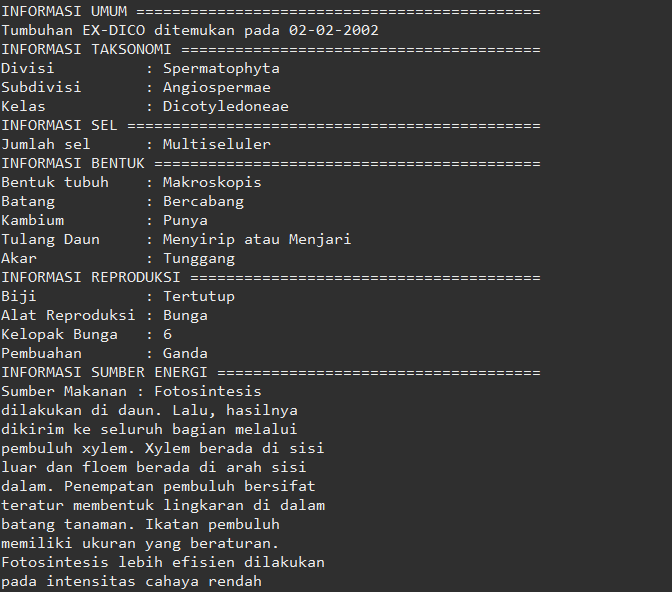 INFORMASI UMUM =============================================
Tumbuhan EX-DICO ditemukan pada 02-02-2002
INFORMASI TAKSONOMI ========================================
Divisi          : Spermatophyta
Subdivisi       : Angiospermae
Kelas           : Dicotyledoneae
INFORMASI SEL ==============================================
Jumlah sel      : Multiseluler
INFORMASI BENTUK ===========================================
Bentuk tubuh    : Makroskopis
Batang          : Bercabang
Kambium         : Punya
Tulang Daun     : Menyirip atau Menjari
Akar            : Tunggang
INFORMASI REPRODUKSI =======================================
Biji            : Tertutup
Alat Reproduksi : Bunga
Kelopak Bunga   : 6
Pembuahan       : Ganda
INFORMASI SUMBER ENERGI ====================================
Sumber Makanan : Fotosintesis
dilakukan di daun. Lalu, hasilnya
dikirim ke seluruh bagian melalui
pembuluh xylem. Xylem berada di sisi
luar dan floem berada di arah sisi
dalam. Penempatan pembuluh bersifat
teratur membentuk lingkaran di dalam
batang tanaman. Ikatan pembuluh
memiliki ukuran yang beraturan.
Fotosintesis lebih efisien dilakukan
pada intensitas cahaya rendah